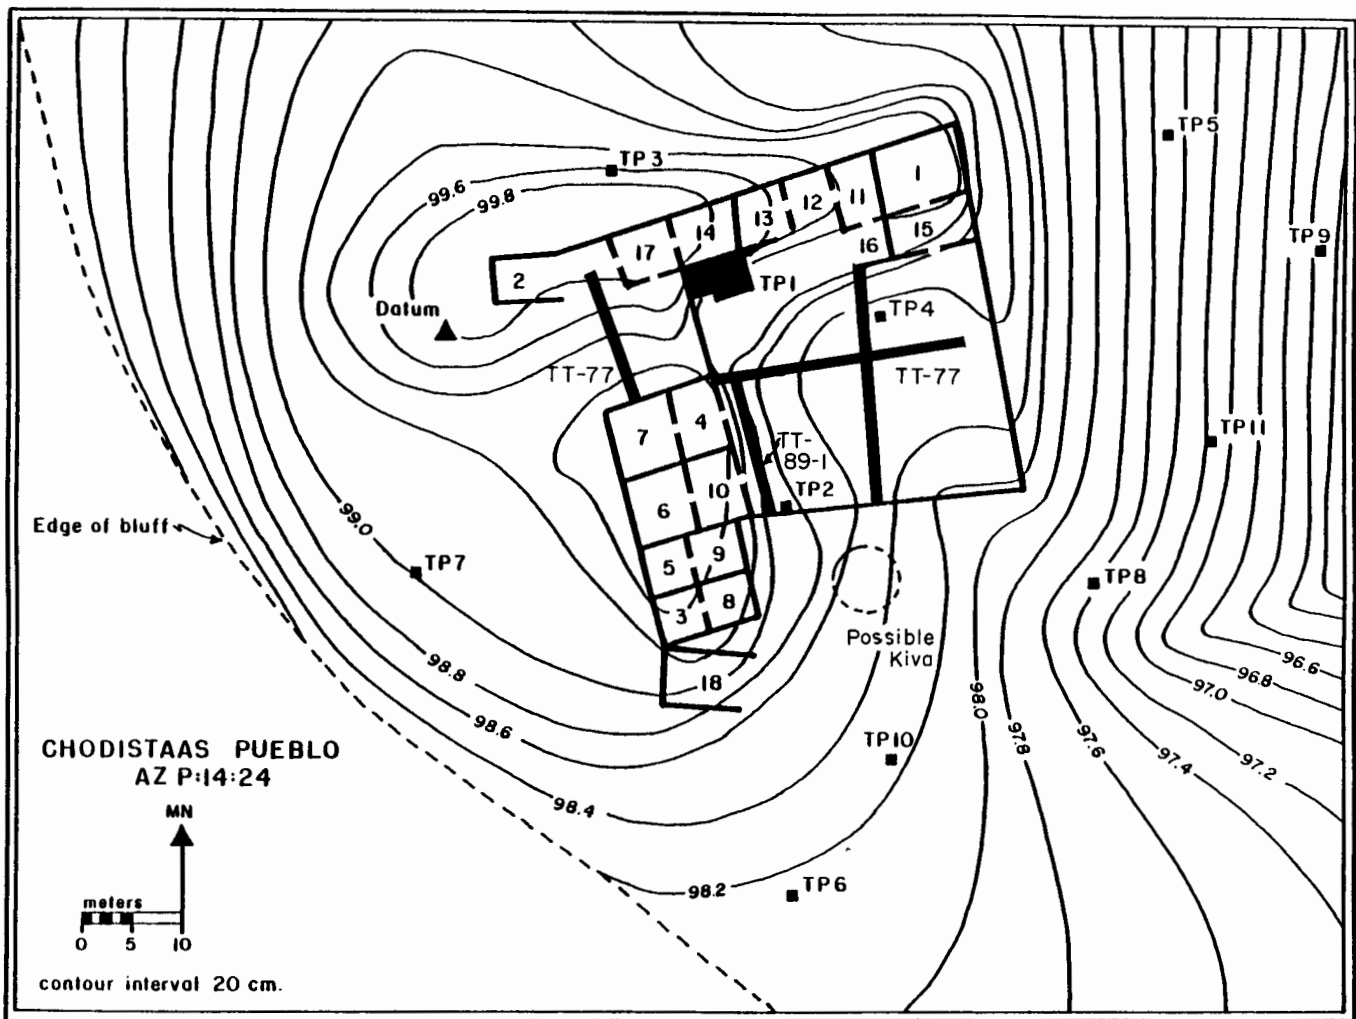 TP5
TP3
1
99.6
99.8
11
12
13
14
15
17
16
TP9
2
TP1
Datum
TP4
TT-77
TT-77
7
4
TP11
TT-
89-1
10
TP2
6
99.0
Edge of bluff
9
5
TP7
TP8
8
3
Possible
Kiva
96.6
98.8
96.8
18
97.0
98.0
98.6
97.8
97.6
CHODISTAAS PUEBLO
AZ P:14:24
TP10
97.4
97.2
98.4
MN
98.2
TP6
meters
0 5 10
contour interval 20 cm.